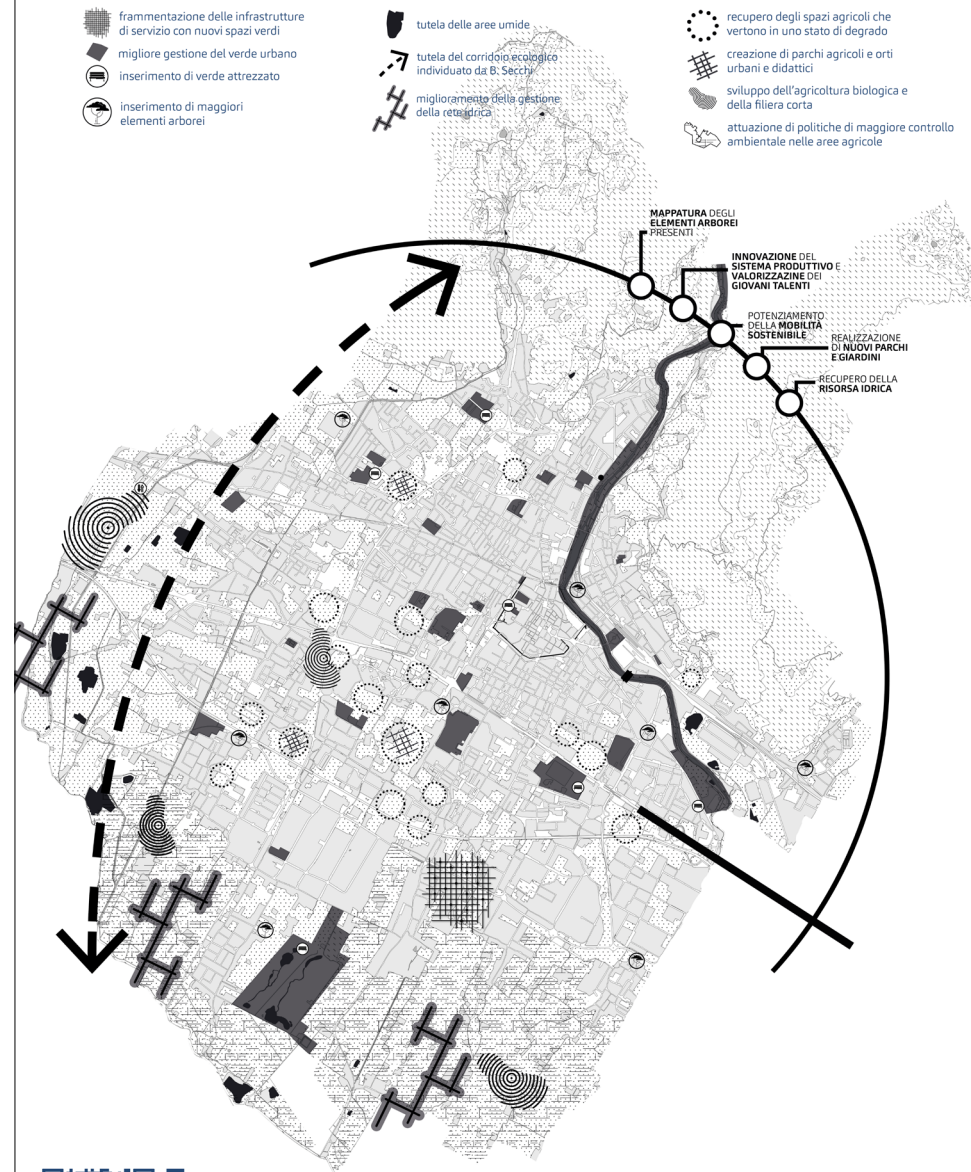 frammentazione delle infrastrutture
di servizio con nuovi spazi verdi
migliore gestione del verde urbano
inserimento di verde attrezzato
inserimento di maggiori
elementi arborei
tutela delle aree umide
tutela del corridoio ecologico
individuato da B. Secchi
miglioramento della gestione
della rete idrica
recupero degli spazi agricoli che
vertono in uno stato di degrado
creazione di parchi agricoli e orti
urbani e didattici
sviluppo dell'agricoltura biologica e
della filiera corta
attuazione di politiche di maggiore controllo
ambientale nelle aree agricole
MAPPATURA DEGLI
ELEMENTI ARBOREI
PRESENTI
INNOVAZIONE DEL
SISTEMA PRODUTTIVO E
VALORIZZAZINE DEI
GIOVANI TALENTI
POTENZIAMENTO
DELLA MOBILITÀ
SOSTENIBILE
REALIZZAZIONE
DI NUOVI PARCHI
E GIARDINI
RECUPERO DELLA
RISORSA IDRICA